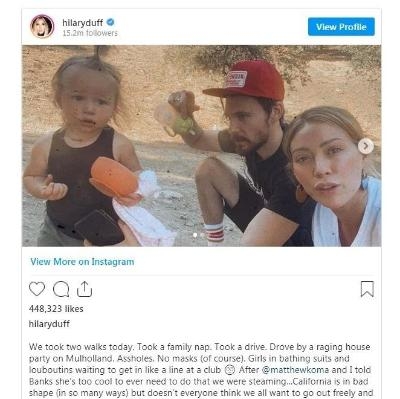 hilaryduff
15.2m followers
View Profile
View More on Instagram
448,323 likes
hilaryduff
We took two walks today. Took a family nap. Took a drive. Drove by a raging house
party on Mulholland. Assholes. No masks (of course). Girls in bathing suits and
louboutins waiting to get in like a line at a club 😴 After @matthewkoma and I told
Banks she's too cool to ever need to do that we were steaming...California is in bad
shape (in so many ways) but doesn't everyone think we all want to go out freely and